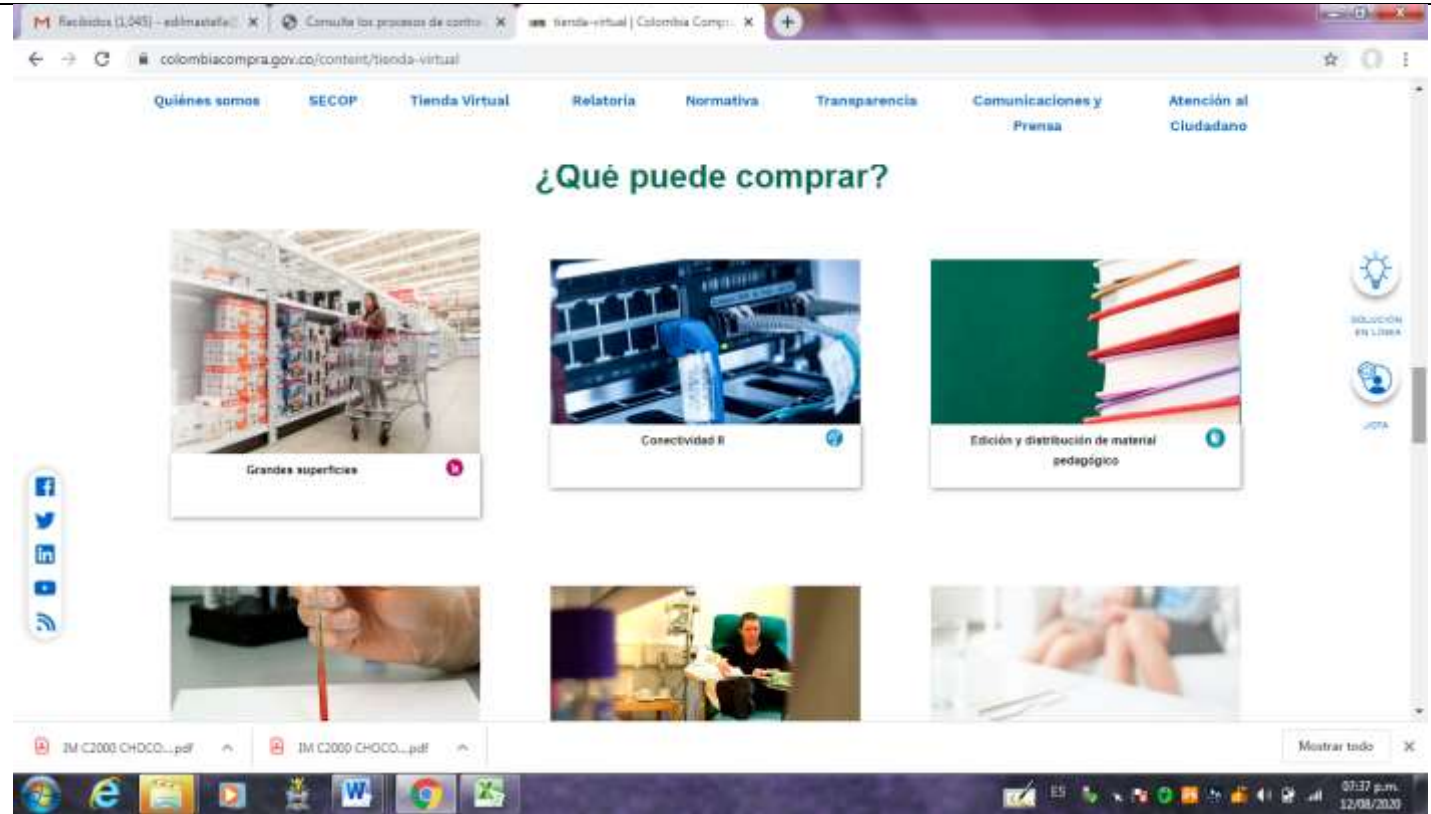 Recibidos (1,045) - edilmastella
Consulte los procesos de contra
tienda-virtual | Colombia Compr
colombiacompra.gov.co/content/tienda-virtual
Quiénes somos SECOP Tienda Virtual Relatoría Normativa Transparencia Comunicaciones y Prensa Atención al Ciudadano
¿Qué puede comprar?
SOLUCIÓN
EN LÍNEA
Grandes superficies
Conectividad II
Edición y distribución de material
pedagógico
IM C2000 CHOCO....pdf
IM C2000 CHOCO....pdf
Mostrar todo
ES
07:37 p.m.
12/08/2020